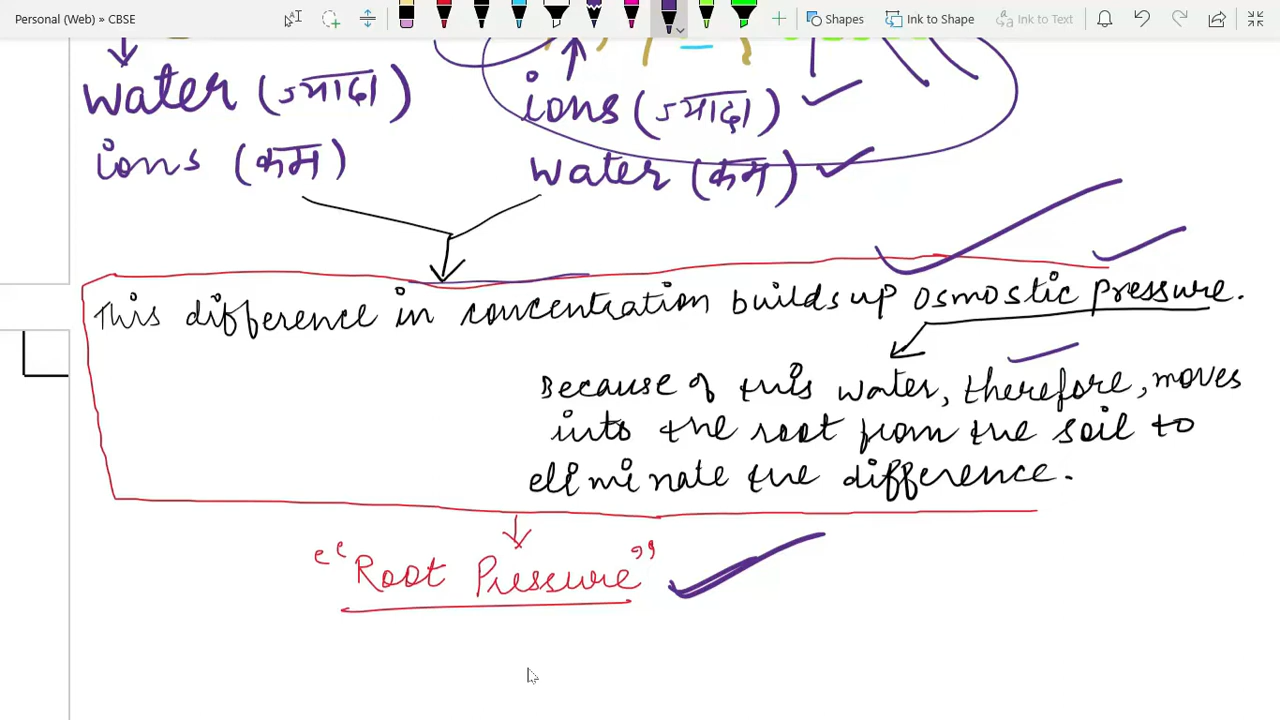 Personal (Web) » CBSE
Shapes
Ink to Shape
Ink to Text
water (ज्यादा)
ions (ज्यादा)
ions (कम)
water (कम)
This difference in concentration builds up osmostic pressure.
Because of this water, therefore, moves
into the root from the soil to
eliminate the difference.
"Root Pressure"